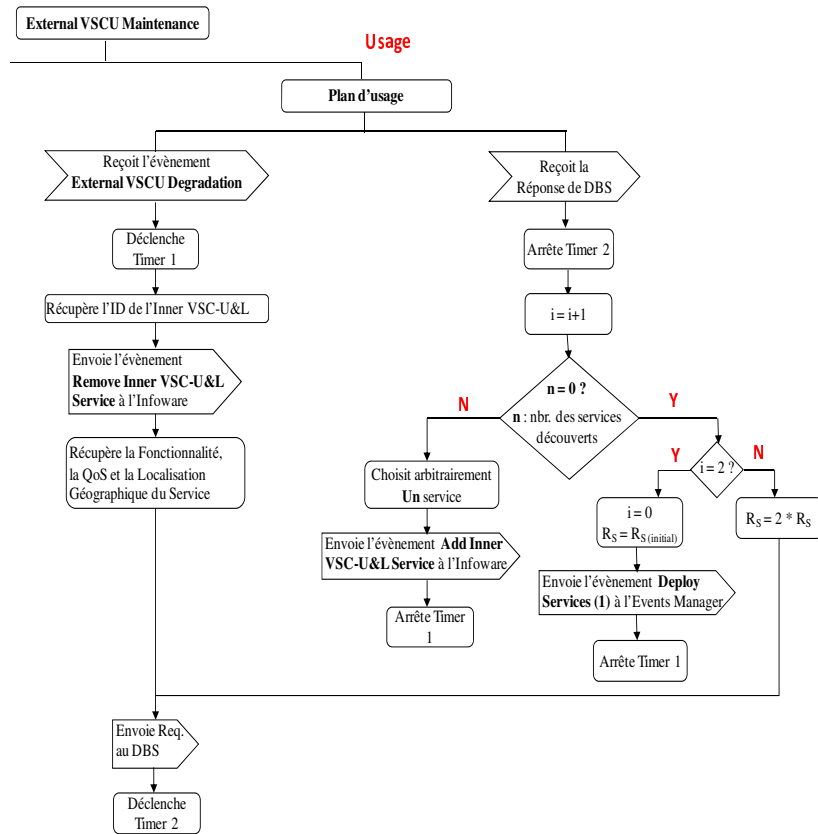 External VSCU Maintenance
Usage
Plan d'usage
Reçoit l'évènement
External VSCU Degradation
Déclenche
Timer 1
Récupère l'ID de l'Inner VSC-U&L
Envoie l'évènement
Remove Inner VSC-U&L
Service à l'Infoware
Récupère la Fonctionnalité,
la QoS et la Localisation
Géographique du Service
Envoie Req.
au DBS
Déclenche
Timer 2
Reçoit la
Réponse de DBS
Arrête Timer 2
i = i+1
n = 0 ?
n : nbr. des services
découverts
N
Y
Choisit arbitrairement
Un service
Envoie l'évènement Add Inner
VSC-U&L Service à l'Infoware
Arrête Timer
1
i = 2 ?
Y
N
i = 0
RS = RS (initial)
Envoie l'évènement Deploy
Services (1) à l'Events Manager
Arrête Timer 1
RS = 2 * RS